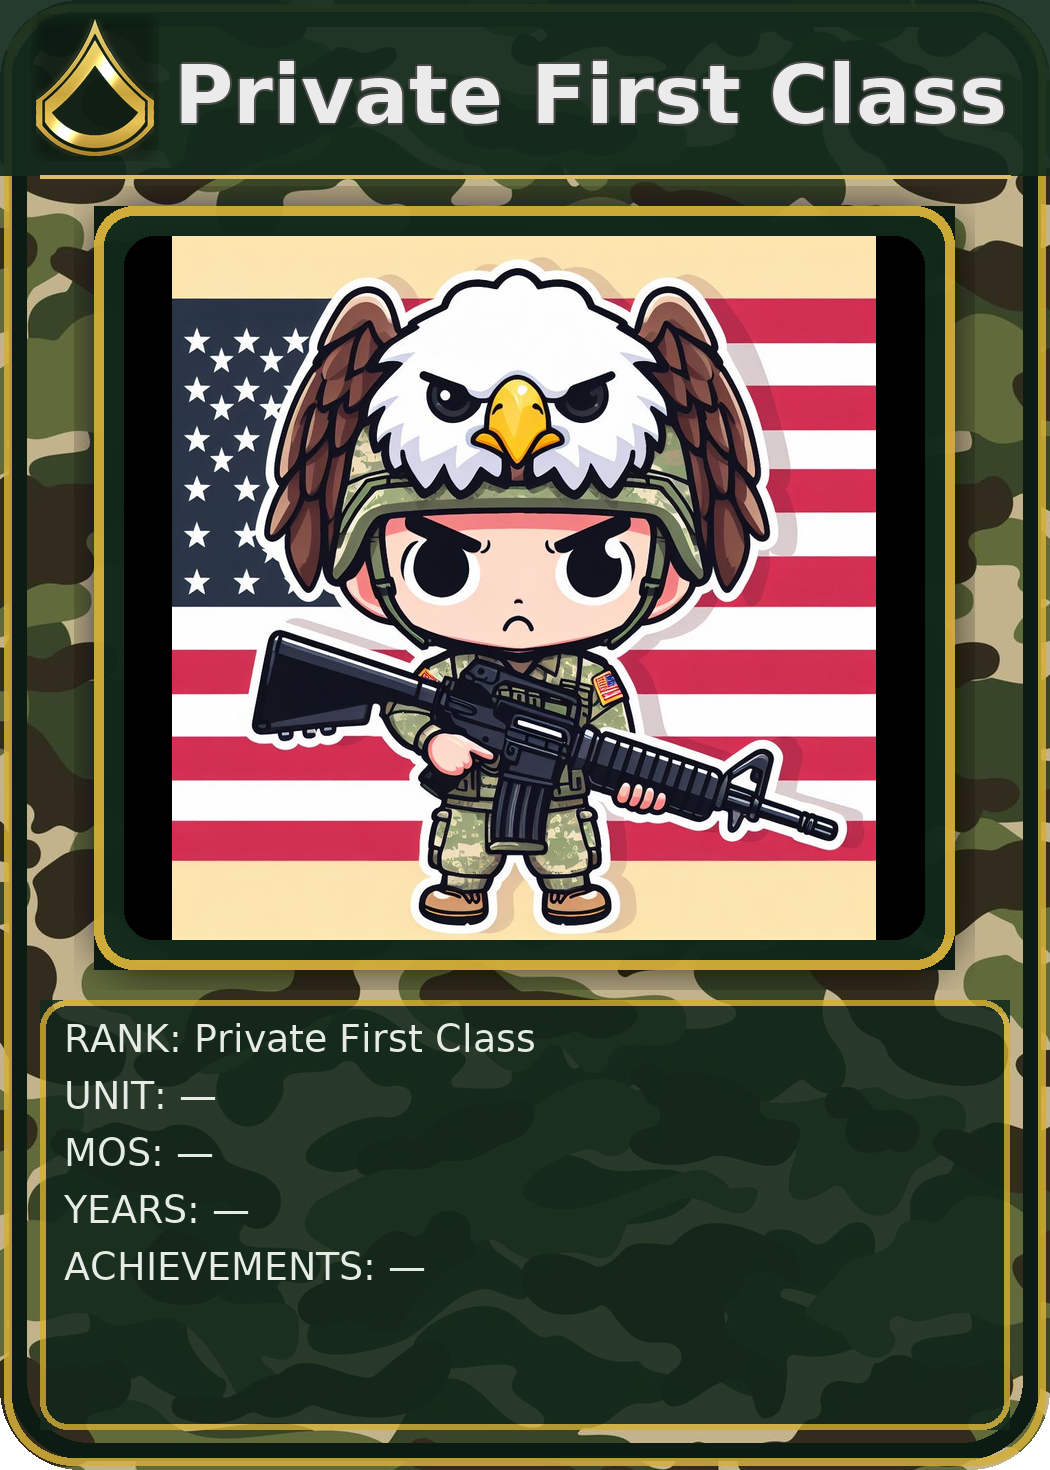 Private First Class
RANK: Private First Class
UNIT: —
MOS: —
YEARS: —
ACHIEVEMENTS: —